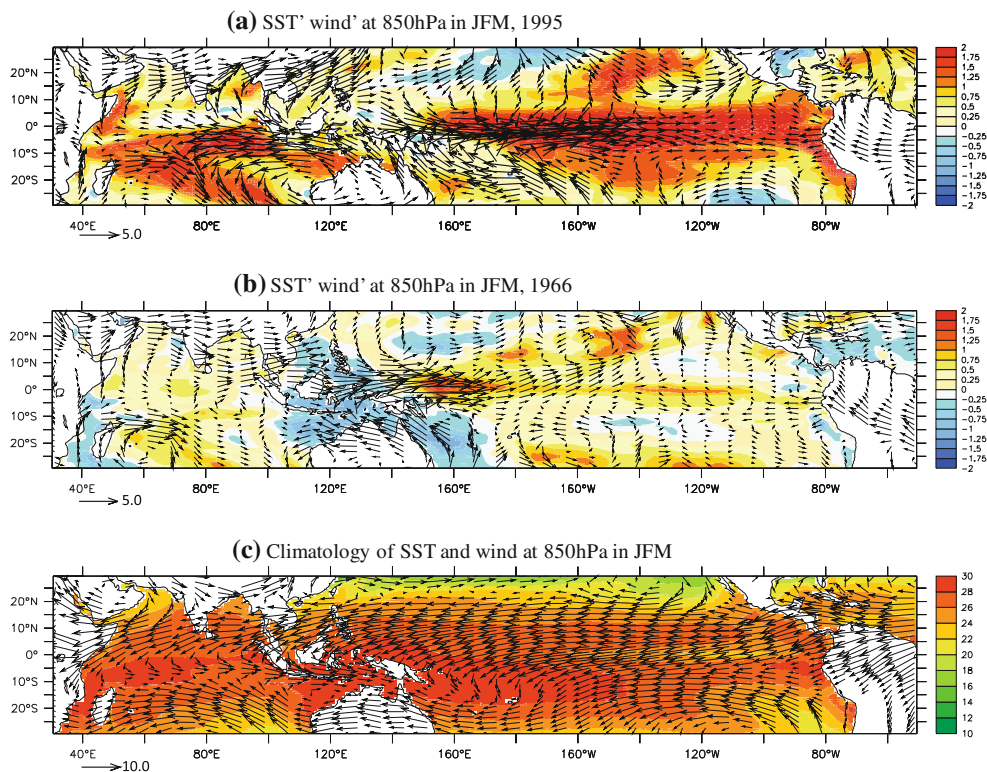 (a) SST' wind' at 850hPa in JFM, 1995
20°N
10°N
0°
10°S
20°S
40°E 80°E 120°E 160°E 160°W 120°W 80°W
5.0
2
1.75
1.5
1.25
1
0.75
0.5
0.25
0
-0.25
-0.5
-0.75
-1
-1.25
-1.5
-1.75
-2
(b) SST' wind' at 850hPa in JFM, 1966
20°N
10°N
0°
10°S
20°S
40°E 80°E 120°E 160°E 160°W 120°W 80°W
5.0
2
1.75
1.5
1.25
1
0.75
0.5
0.25
0
-0.25
-0.5
-0.75
-1
-1.25
-1.5
-1.75
-2
(c) Climatology of SST and wind at 850hPa in JFM
20°N
10°N
0°
10°S
20°S
40°E 80°E 120°E 160°E 160°W 120°W 80°W
10.0
30
28
26
24
22
20
19
18
16
14
12
10